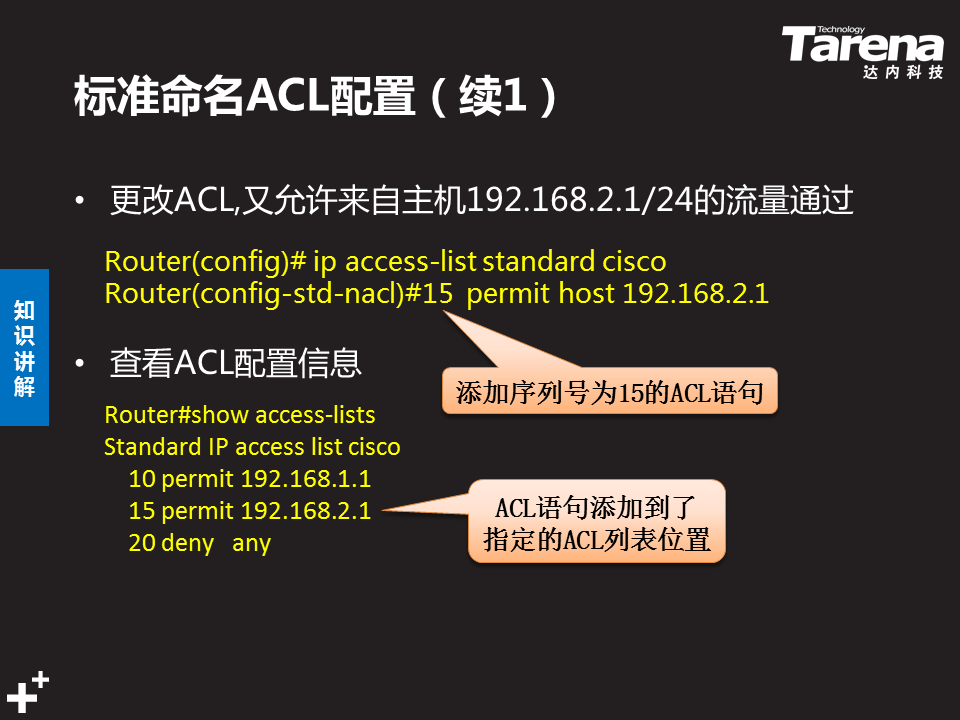 Technology
Tarena
达内科技
标准命名ACL配置（续1）
• 更改ACL,又允许来自主机192.168.2.1/24的流量通过
Router(config)# ip access-list standard cisco
Router(config-std-nacl)#15 permit host 192.168.2.1
知识讲解
• 查看ACL配置信息
添加序列号为15的ACL语句
Router#show access-lists
Standard IP access list cisco
10 permit 192.168.1.1
15 permit 192.168.2.1
20 deny any
ACL语句添加到了
指定的ACL列表位置